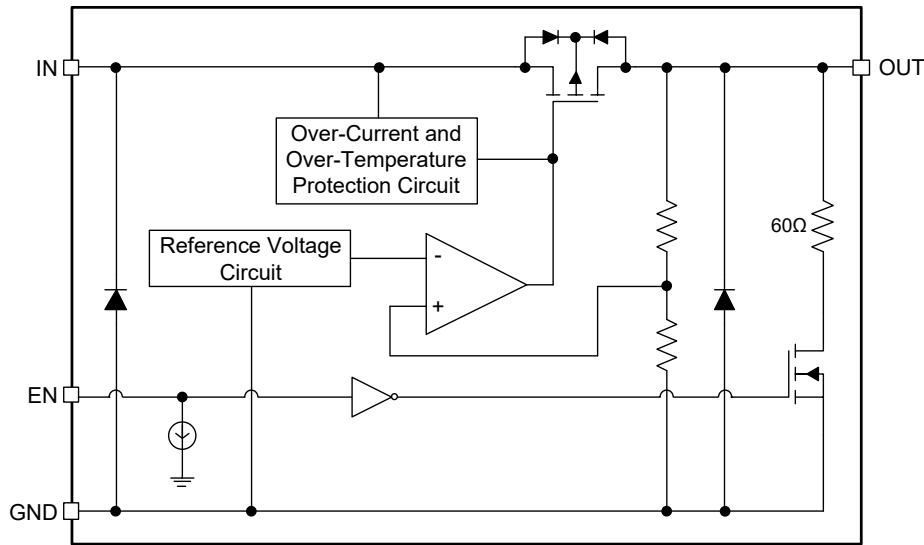 IN
OUT
Over-Current and
Over-Temperature
Protection Circuit
60Ω
Reference Voltage
Circuit
-
+
EN
GND